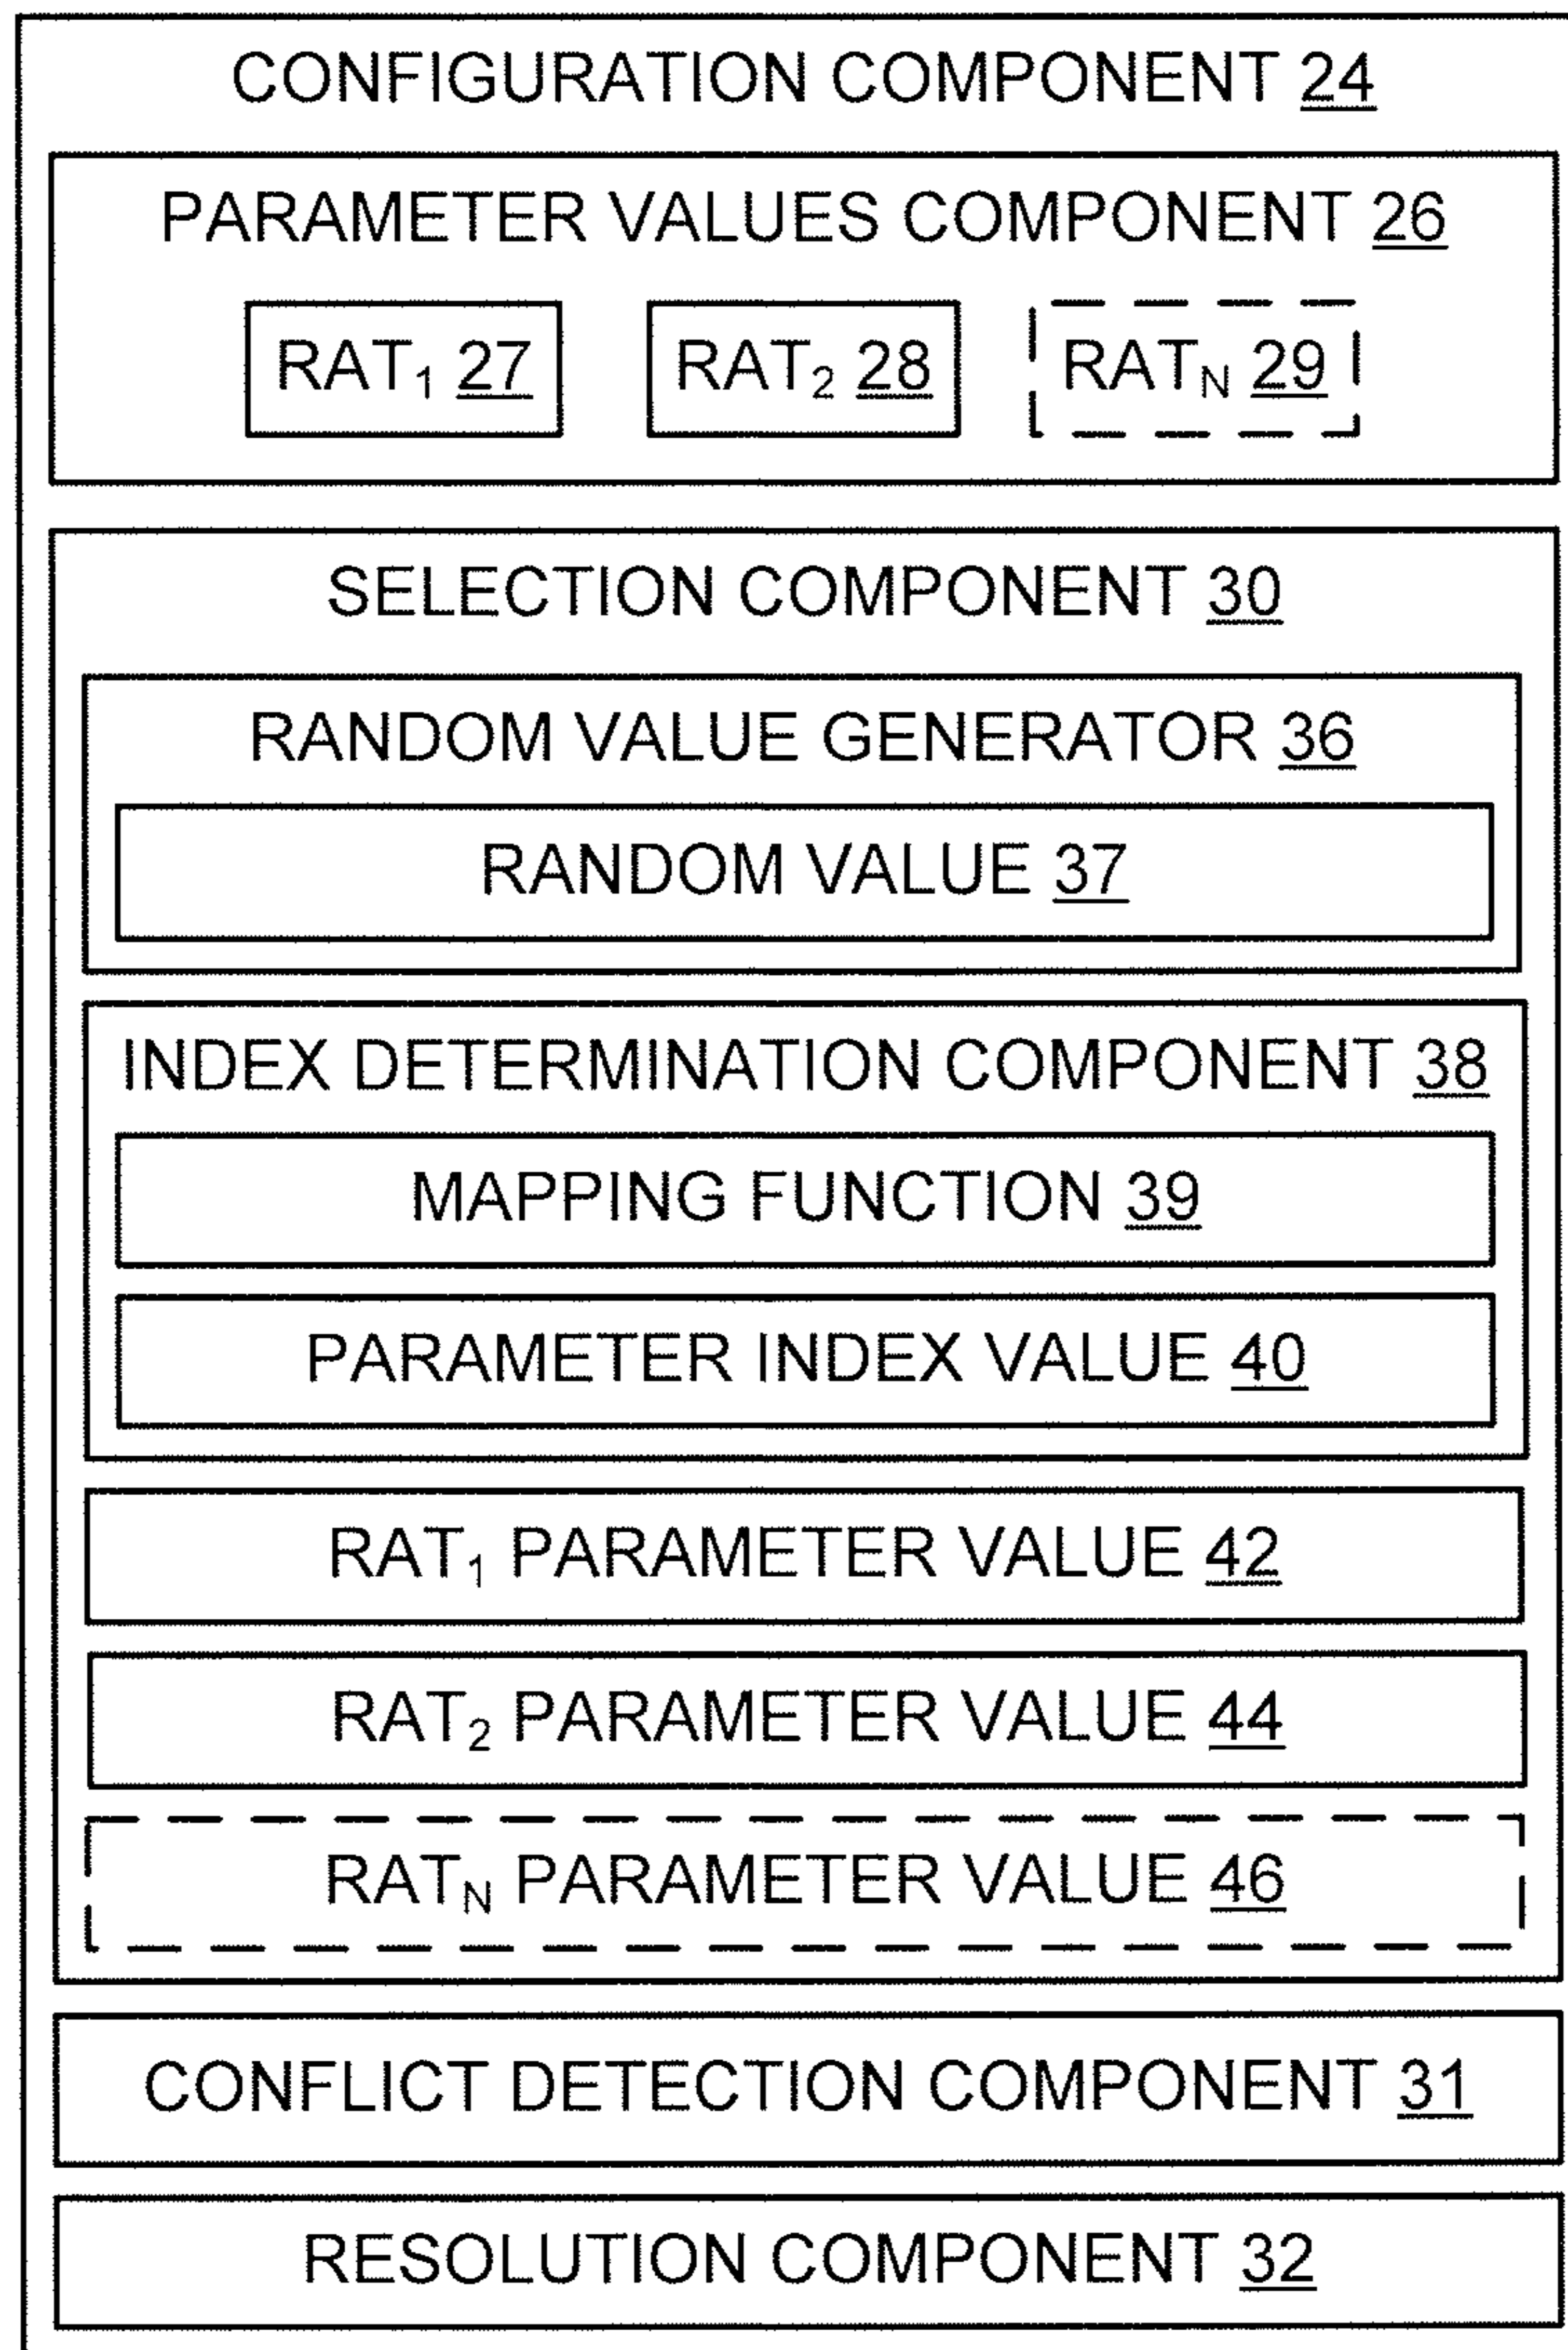 CONFIGURATION COMPONENT 24
PARAMETER VALUES COMPONENT 26
RAT₁ 27 RAT₂ 28 RAT_N 29
SELECTION COMPONENT 30
RANDOM VALUE GENERATOR 36
RANDOM VALUE 37
INDEX DETERMINATION COMPONENT 38
MAPPING FUNCTION 39
PARAMETER INDEX VALUE 40
RAT₁ PARAMETER VALUE 42
RAT₂ PARAMETER VALUE 44
RAT_N PARAMETER VALUE 46
CONFLICT DETECTION COMPONENT 31
RESOLUTION COMPONENT 32